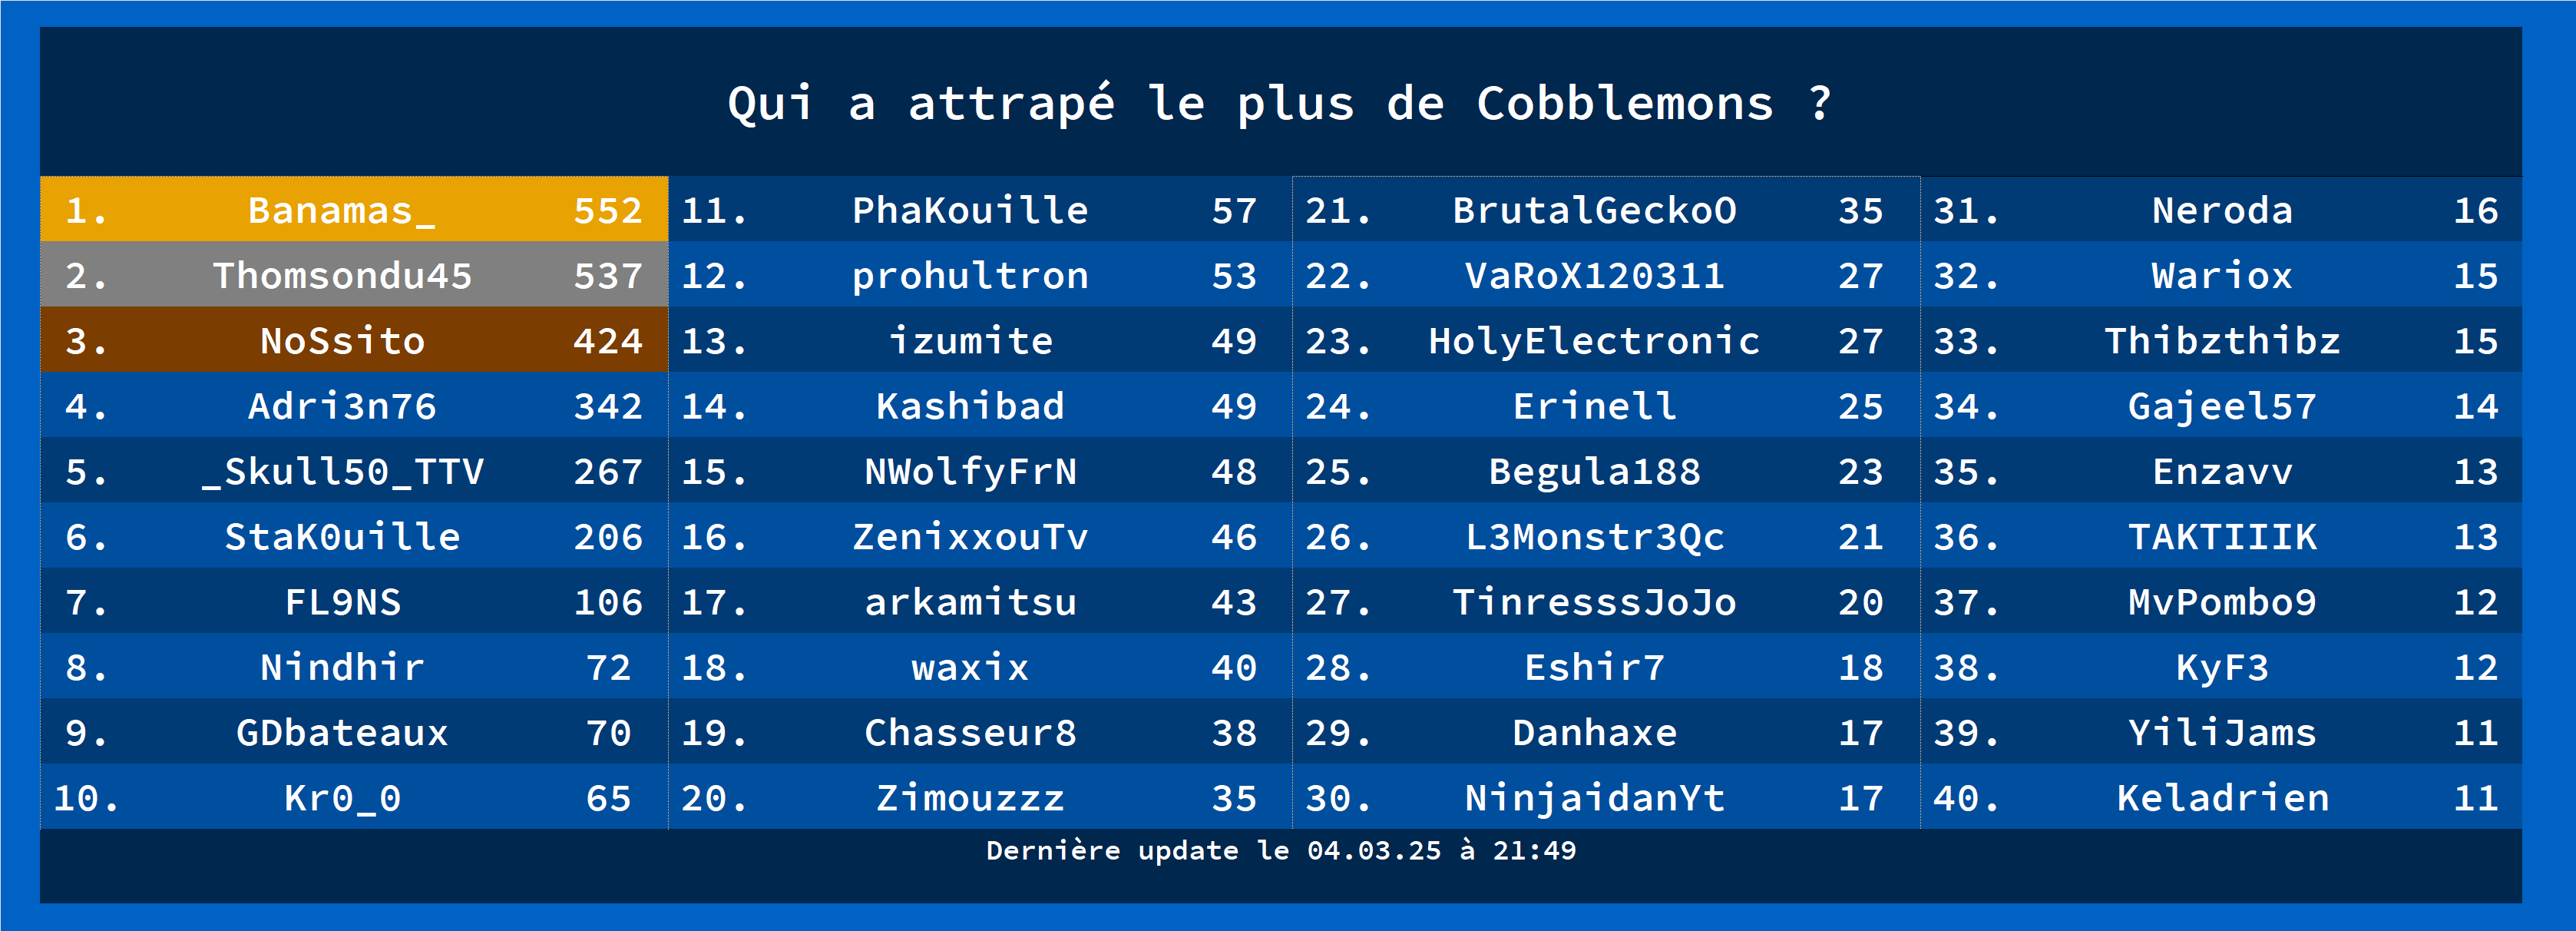 Qui a attrapé le plus de Cobblemons ?
1. Banamas_ 552
2. Thomsondu45 537
3. NoSsito 424
4. Adri3n76 342
5. _Skull50_TTV 267
6. StaK0uille 206
7. FL9NS 106
8. Nindhir 72
9. GDbateaux 70
10. Kr0_0 65
11. PhaKouille 57
12. prohultron 53
13. izumite 49
14. Kashibad 49
15. NWolfyFrN 48
16. ZenixxouTv 46
17. arkamitsu 43
18. waxix 40
19. Chasseur8 38
20. Zimouzzz 35
21. BrutalGeckoO 35
22. VaRoX120311 27
23. HolyElectronic 27
24. Erinell 25
25. Begula188 23
26. L3Monstr3Qc 21
27. TinresssJoJo 20
28. Eshir7 18
29. Danhaxe 17
30. NinjaidanYt 17
31. Neroda 16
32. Wariox 15
33. Thibzthibz 15
34. Gajeel57 14
35. Enzavv 13
36. TAKTIIIK 13
37. MvPombo9 12
38. KyF3 12
39. YiliJams 11
40. Keladrien 11
Dernière update le 04.03.25 à 21:49